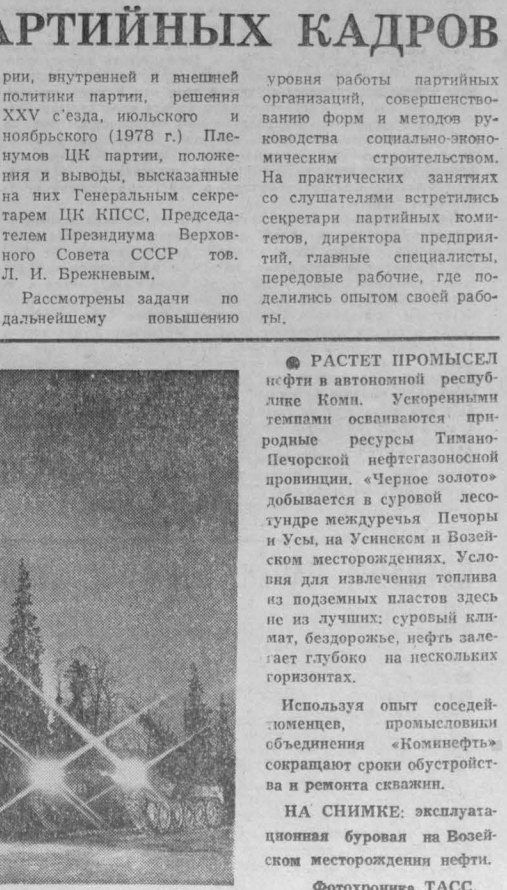 АРТИЙНЫХ КАДРОВ
рии, внутренней и внешней
политики партии, решения
XXV с'езда, июльского и
ноябрьского (1978 г.) Пле-
нумов ЦК партии, положе-
ния и выводы, высказанные
на них Генеральным секре-
тарем ЦК КПСС, Председа-
телем Президиума Верхов-
ного Совета СССР тов.
Л. И. Брежневым.
Рассмотрены задачи по
дальнейшему повышению
уровня работы партийных
организаций, совершенство-
ванию форм и методов ру-
ководства социально-эконо-
мическим строительством.
На практических занятиях
со слушателями встретились
секретари партийных коми-
тетов, директора предприя-
тий, главные специалисты,
передовые рабочие, где по-
делились опытом своей рабо-
ты.
● РАСТЕТ ПРОМЫСЕЛ
нефти в автономной респуб-
лике Коми. Ускоренными
темпами осваиваются при-
родные ресурсы Тимано-
Печорской нефтегазоносной
провинции. «Черное золото»
добывается в суровой лесо-
тундре междуречья Печоры
и Усы, на Усинском и Возей-
ском месторождениях. Усло-
вия для извлечения топлива
из подземных пластов здесь
не из лучших: суровый кли-
мат, бездорожье, нефть зале-
гает глубоко на нескольких
горизонтах.
Используя опыт соседей-
тюменцев, промысловики
объединения «Коминефть»
сокращают сроки обустройст-
ва и ремонта скважин.
НА СНИМКЕ: эксплуата-
ционная буровая на Возей-
ском месторождении нефти.
Фотохроника ТАСС.